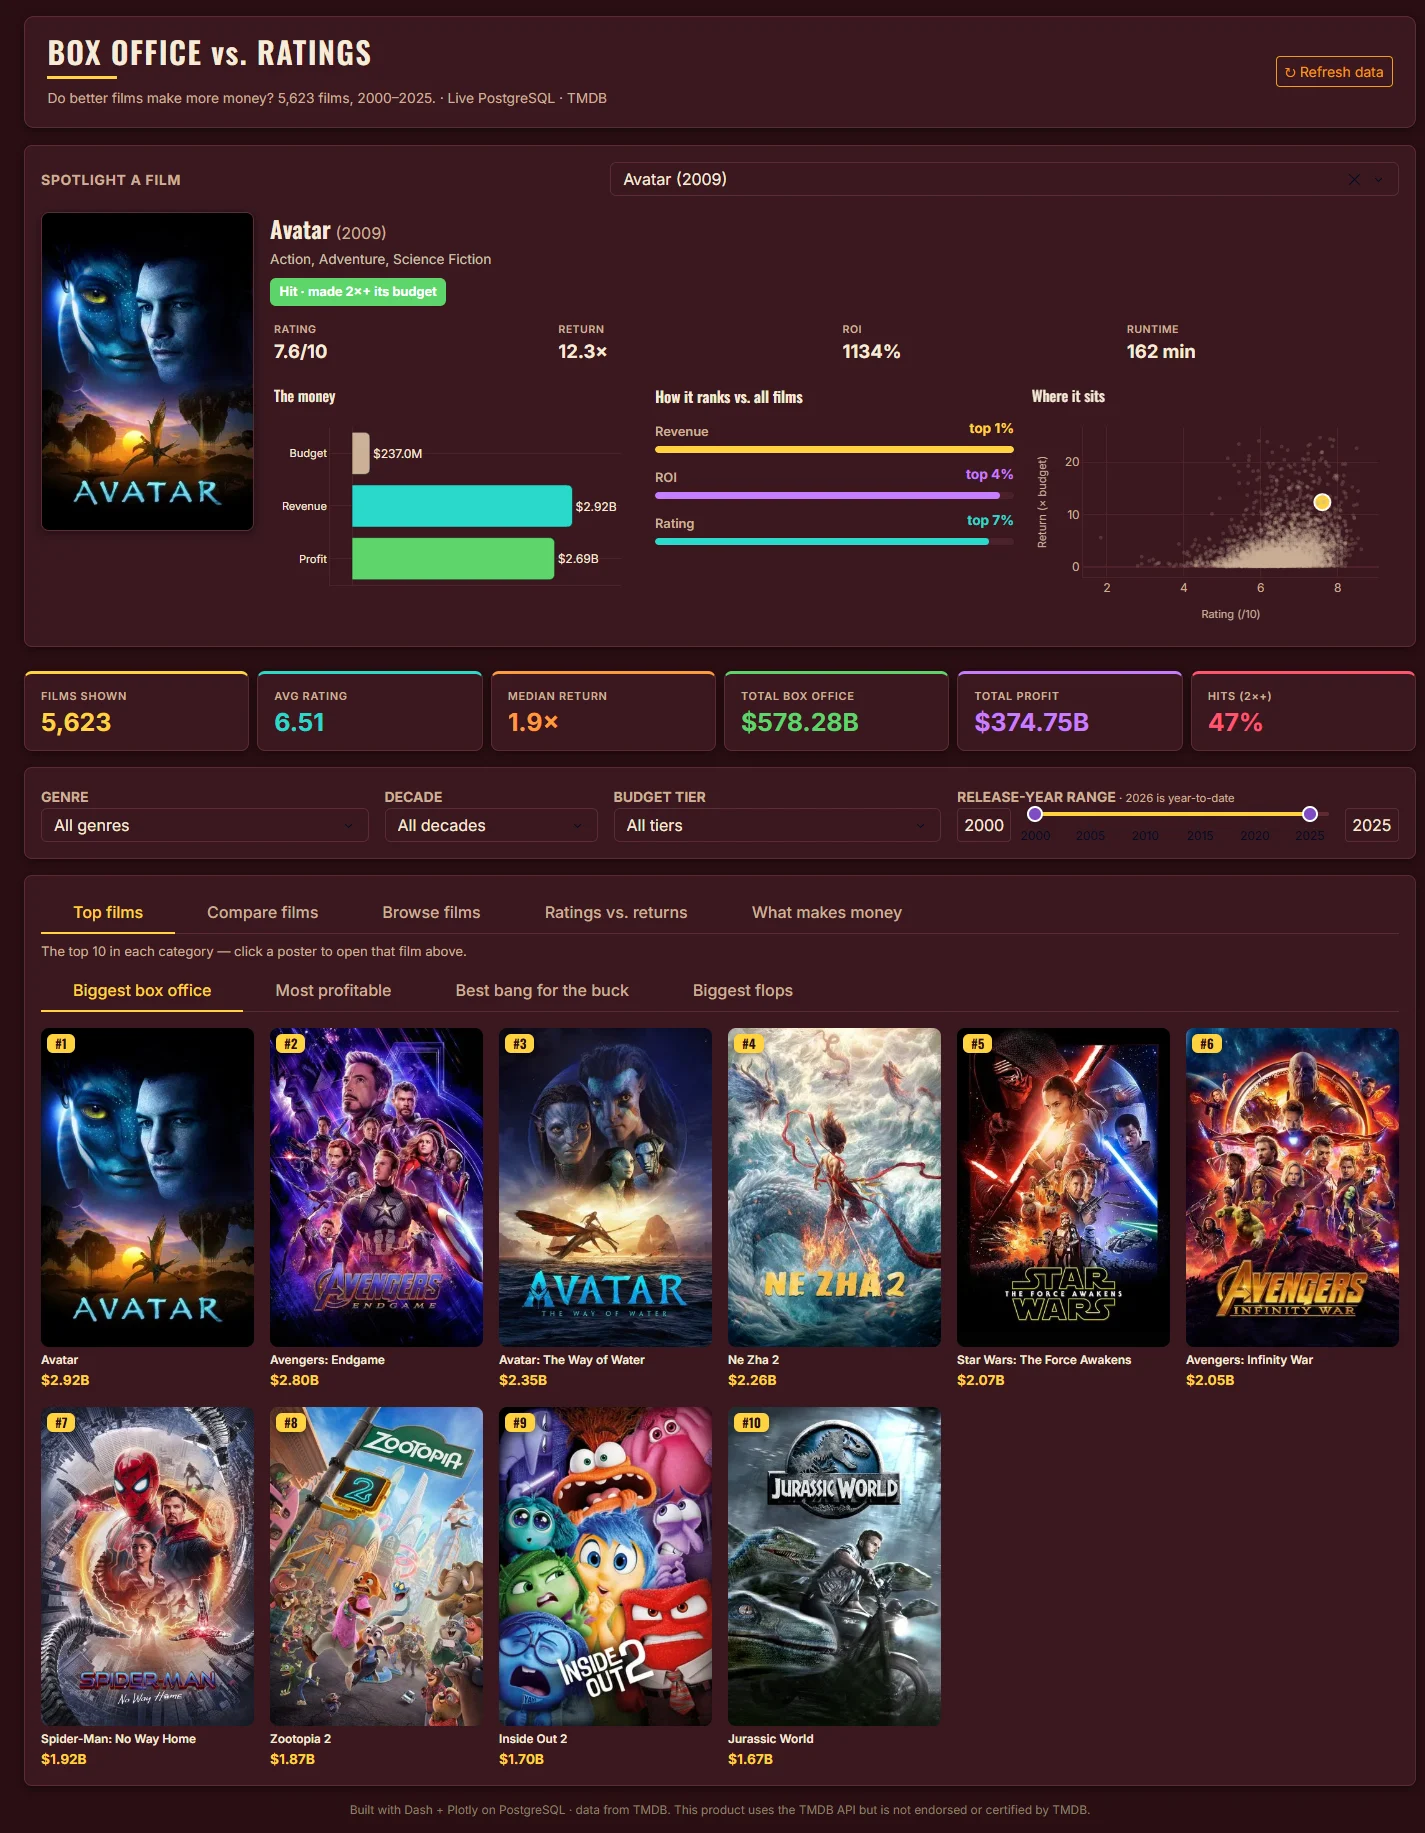 BOX OFFICE vs. RATINGS
Do better films make more money? 5,623 films, 2000–2025. · Live PostgreSQL · TMDB
↻ Refresh data
SPOTLIGHT A FILM
Avatar (2009)
AVATAR
Avatar (2009)
Action, Adventure, Science Fiction
Hit · made 2×+ its budget
RATING
7.6/10
RETURN
12.3×
ROI
1134%
RUNTIME
162 min
The money
Budget
$237.0M
Revenue
$2.92B
Profit
$2.69B
How it ranks vs. all films
Revenue top 1%
ROI top 4%
Rating top 7%
Where it sits
Return (× budget)
20
10
0
2 4 6 8
Rating (/10)
FILMS SHOWN
5,623
AVG RATING
6.51
MEDIAN RETURN
1.9×
TOTAL BOX OFFICE
$578.28B
TOTAL PROFIT
$374.75B
HITS (2×+)
47%
GENRE
All genres
DECADE
All decades
BUDGET TIER
All tiers
RELEASE-YEAR RANGE · 2026 is year-to-date
2000
2000 2005 2010 2015 2020 2025
2025
Top films Compare films Browse films Ratings vs. returns What makes money
The top 10 in each category — click a poster to open that film above.
Biggest box office Most profitable Best bang for the buck Biggest flops
#1
AVATAR
Avatar
$2.92B
#2
AVENGERS
ENDGAME
Avengers: Endgame
$2.80B
#3
AVATAR
THE WAY OF WATER
Avatar: The Way of Water
$2.35B
#4
NE ZHA 2
Ne Zha 2
$2.26B
#5
STAR
THE FORCE AWAKENS
WARS
Star Wars: The Force Awakens
$2.07B
#6
AVENGERS
INFINITY WAR
Avengers: Infinity War
$2.05B
#7
SPIDER-MAN
No Way Home
Spider-Man: No Way Home
$1.92B
#8
ZOOTOPIA
2
Zootopia 2
$1.87B
#9
INSIDE
OUT 2
Inside Out 2
$1.70B
#10
JURASSIC WORLD
Jurassic World
$1.67B
Built with Dash + Plotly on PostgreSQL · data from TMDB. This product uses the TMDB API but is not endorsed or certified by TMDB.